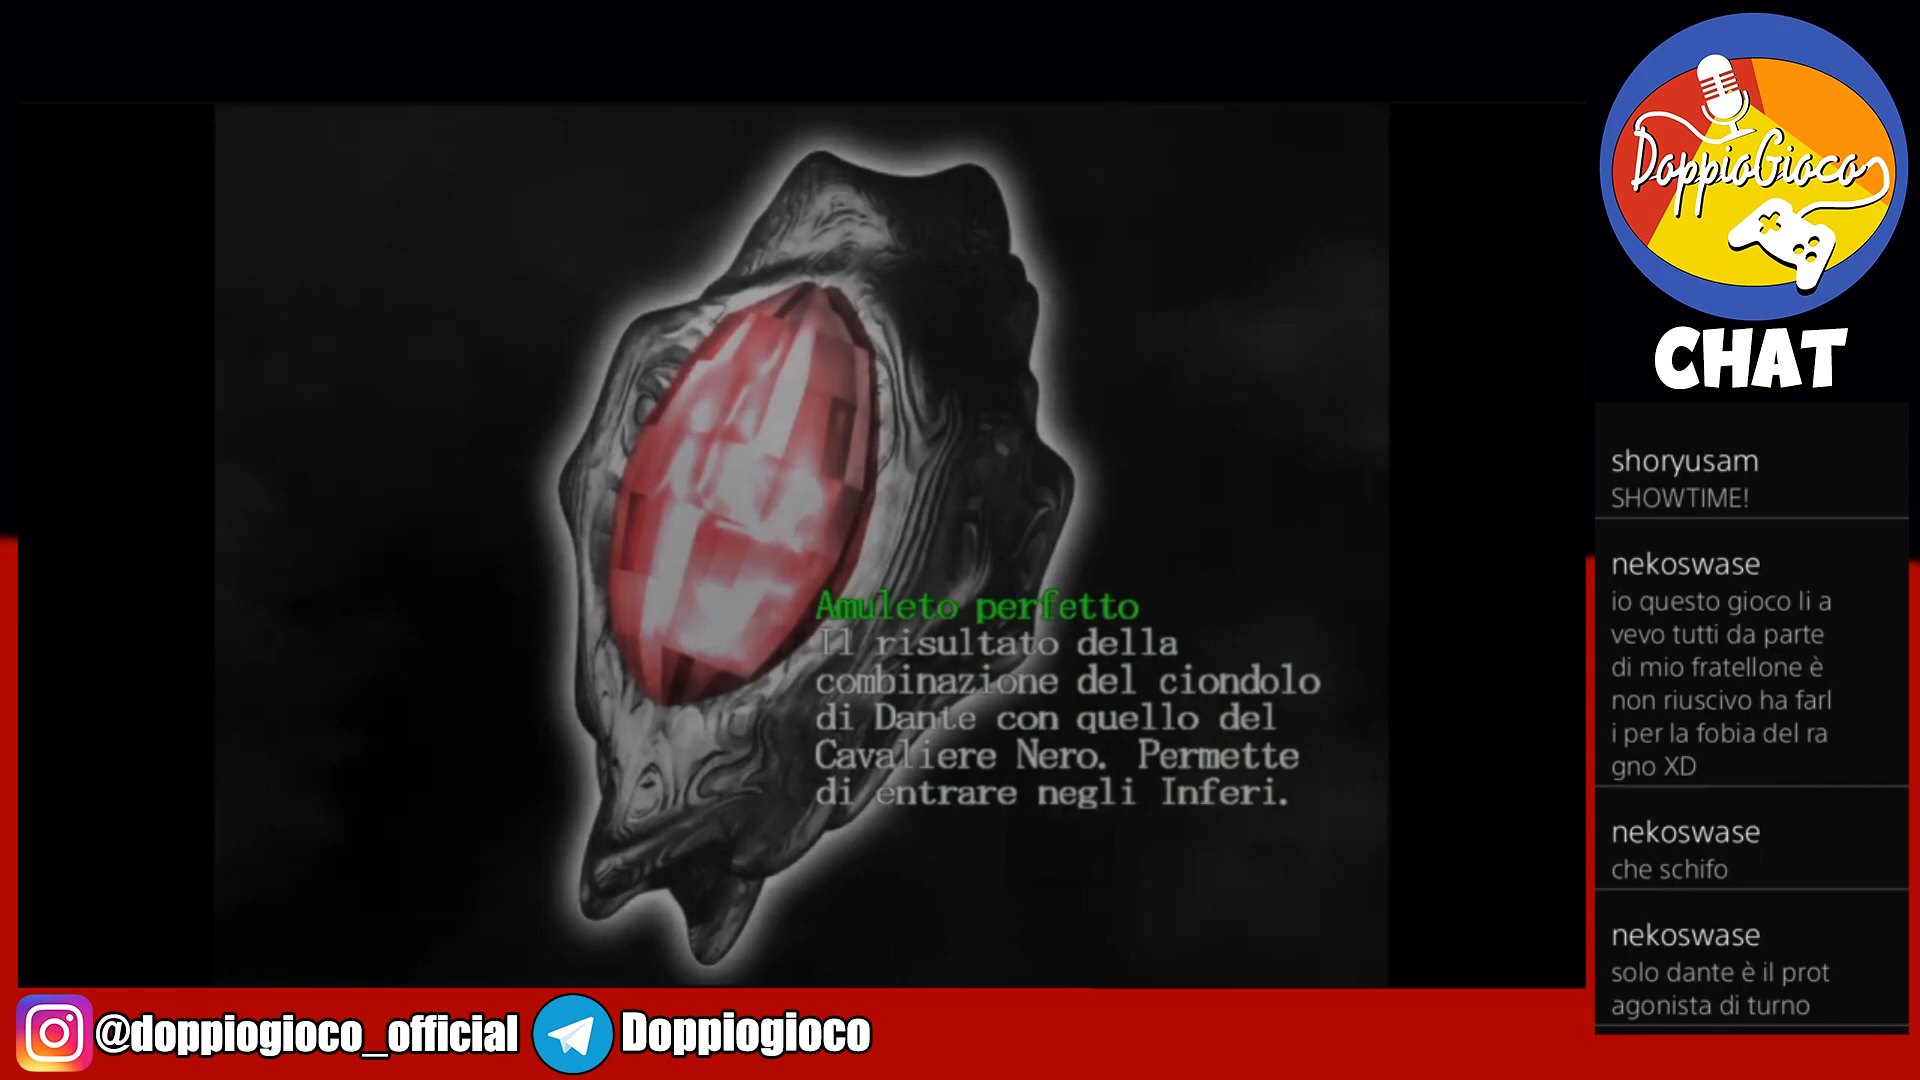 DoppioGioco
CHAT
shoryusam
SHOWTIME!
nekoswase
io questo gioco li a
vevo tutti da parte
di mio fratellone è
non riuscivo ha farl
i per la fobia del ra
gno XD
nekoswase
che schifo
nekoswase
solo dante è il prot
agonista di turno
Amuleto perfetto
Il risultato della
combinazione del ciondolo
di Dante con quello del
Cavaliere Nero. Permette
di entrare negli Inferi.
@doppiogioco_official
Doppiogioco